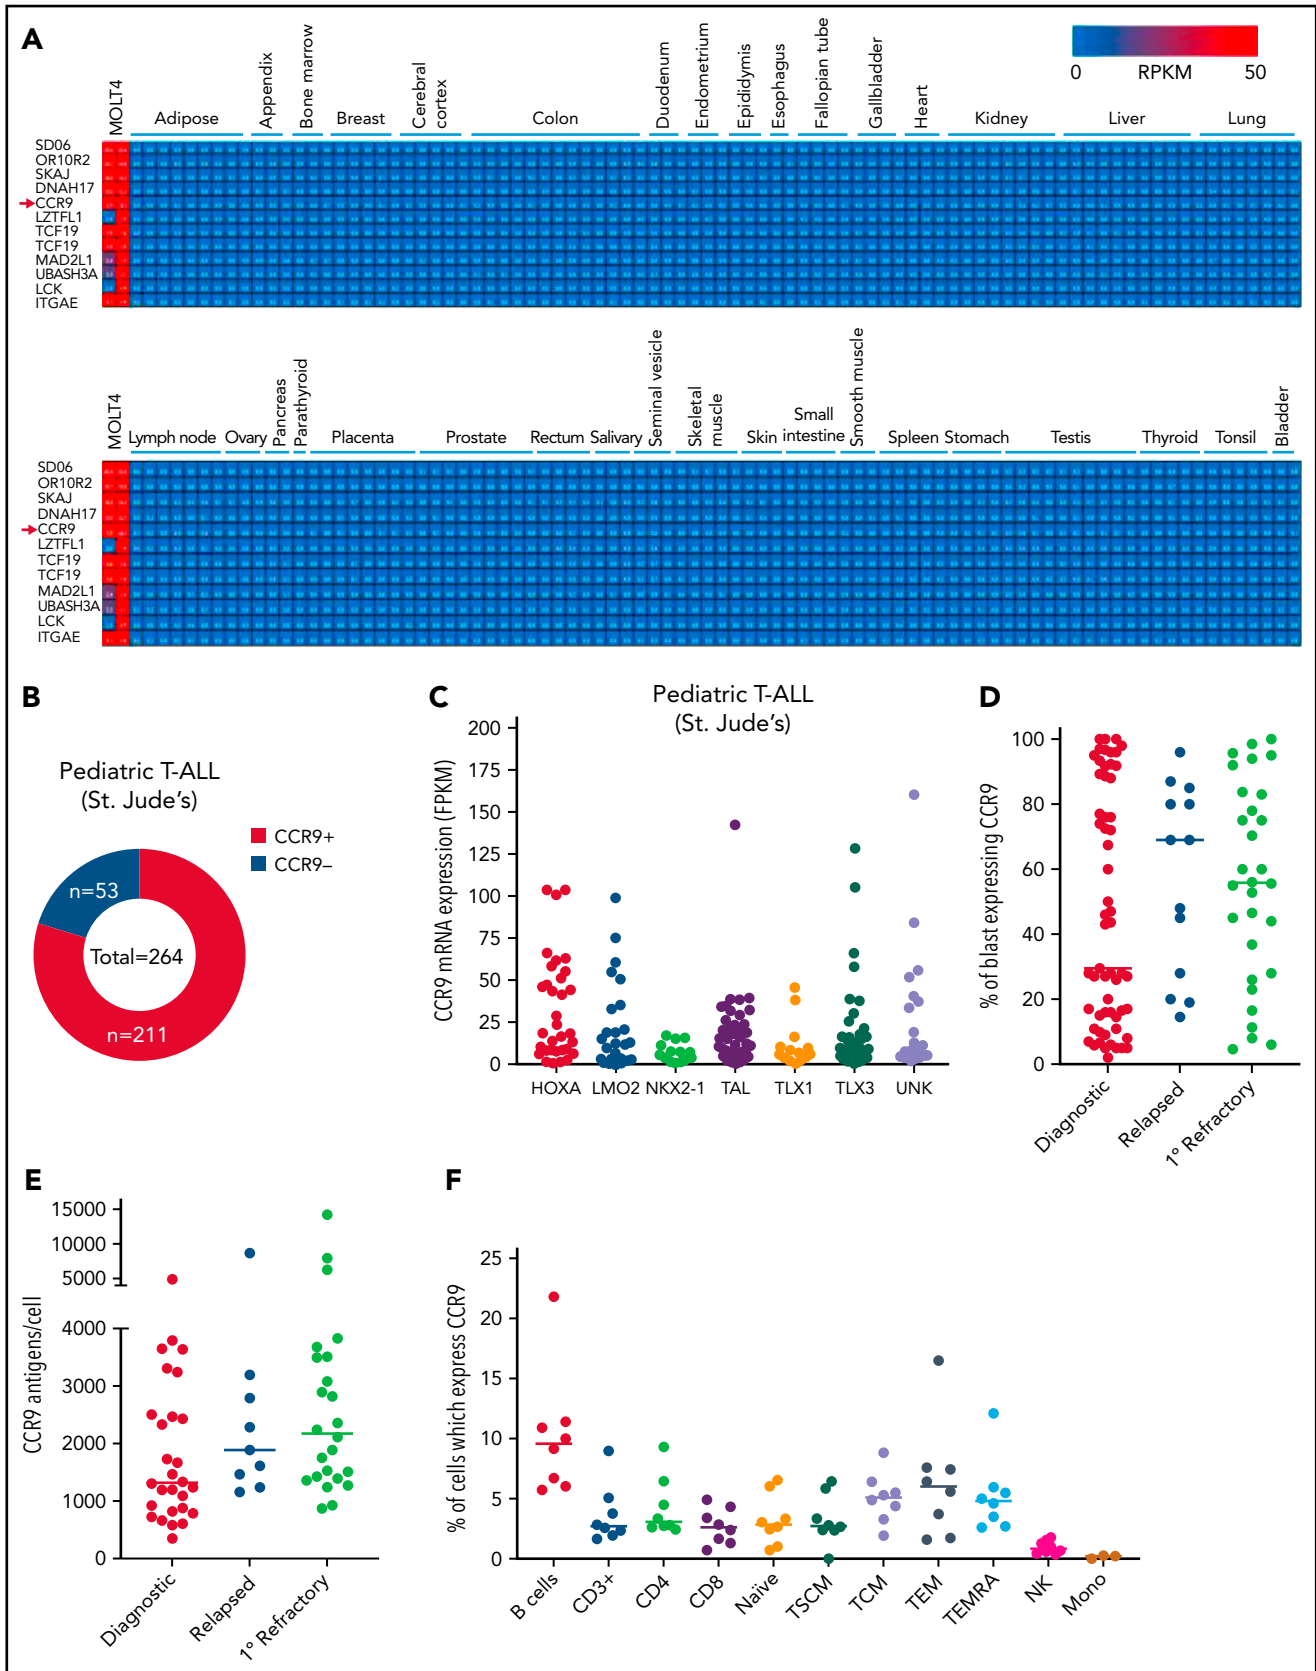 A
MOLT4
Adipose
Appendix
Bone marrow
Breast
Cerebral
cortex
Colon
Duodenum
Endometrium
Epididymis
Esophagus
Fallopian tube
Gallbladder
Heart
Kidney
Liver
Lung
0 RPKM 50
SD06
OR10R2
SKAJ
DNAH17
CCR9
LZTFL1
TCF19
TCF19
MAD2L1
UBASH3A
LCK
ITGAE
MOLT4
Lymph node
Ovary
Pancreas
Parathyroid
Placenta
Prostate
Rectum
Salivary
Seminal vesicle
Skeletal
muscle
Skin
Small
intestine
Smooth muscle
Spleen
Stomach
Testis
Thyroid
Tonsil
Bladder
SD06
OR10R2
SKAJ
DNAH17
CCR9
LZTFL1
TCF19
TCF19
MAD2L1
UBASH3A
LCK
ITGAE
B
Pediatric T-ALL
(St. Jude's)
CCR9+
CCR9–
n=53
Total=264
n=211
C
Pediatric T-ALL
(St. Jude's)
CCR9 mRNA expression (FPKM)
200
175
150
125
100
75
50
25
0
HOXA LMO2 NKX2-1 TAL TLX1 TLX3 UNK
D
% of blast expressing CCR9
100
80
60
40
20
0
Diagnostic
Relapsed
1° Refractory
E
CCR9 antigens/cell
15000
10000
5000
4000
3000
2000
1000
0
Diagnostic
Relapsed
1° Refractory
F
% of cells which express CCR9
25
20
15
10
5
0
B cells
CD3+
CD4
CD8
Naïve
TSCM
TCM
TEM
TEMRA
NK
Mono